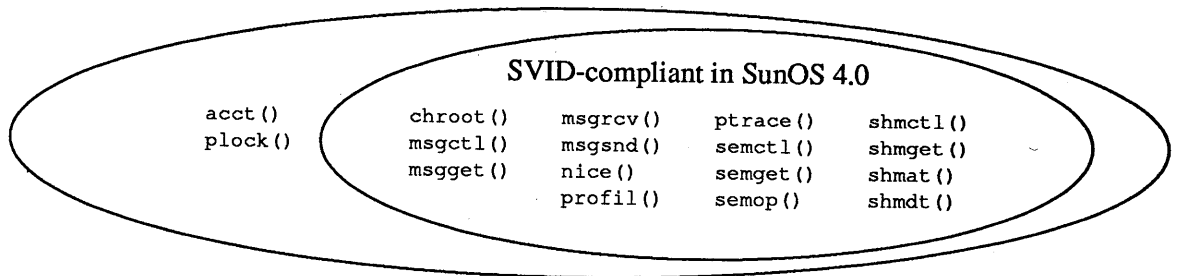 SVID-compliant in SunOS 4.0
acct() chroot() msgrcv() ptrace() shmctl()
plock() msgctl() msgsnd() semctl() shmget()
msgget() nice() semget() shmat()
profil() semop() shmdt()